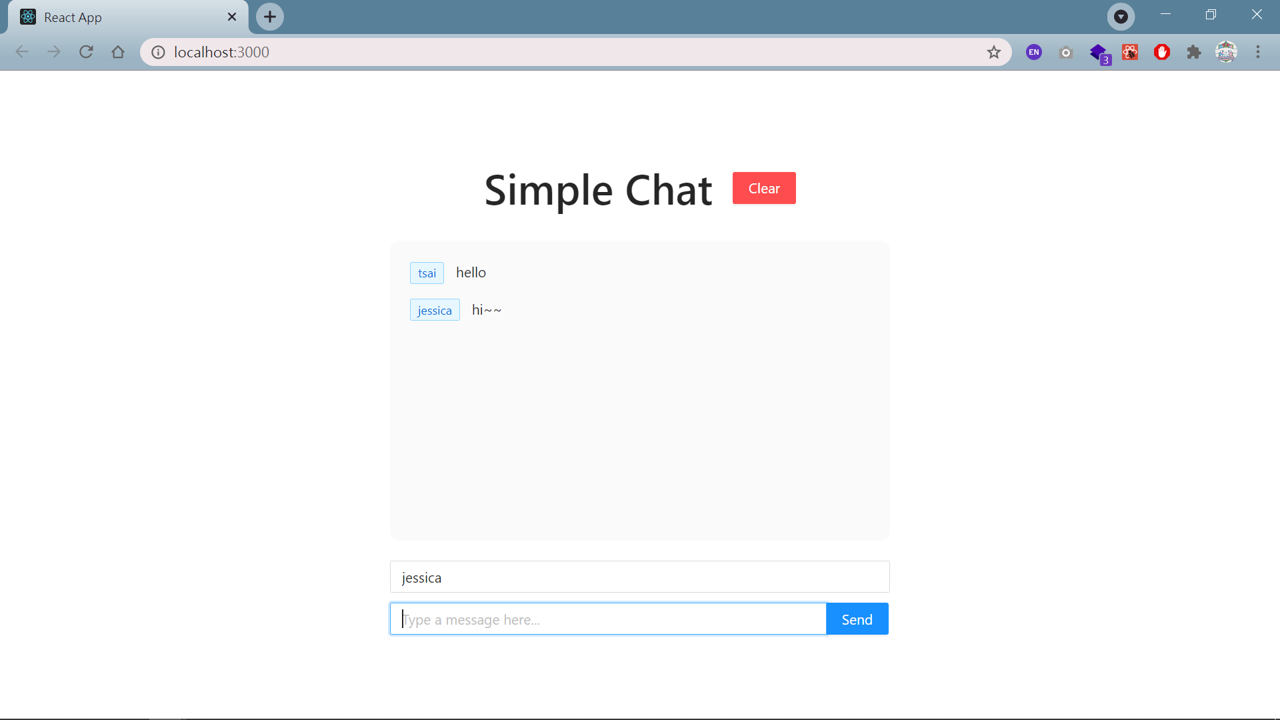 React App
localhost:3000
EN
3
Simple Chat Clear
tsai hello
jessica hi~~
jessica
Type a message here...
Send